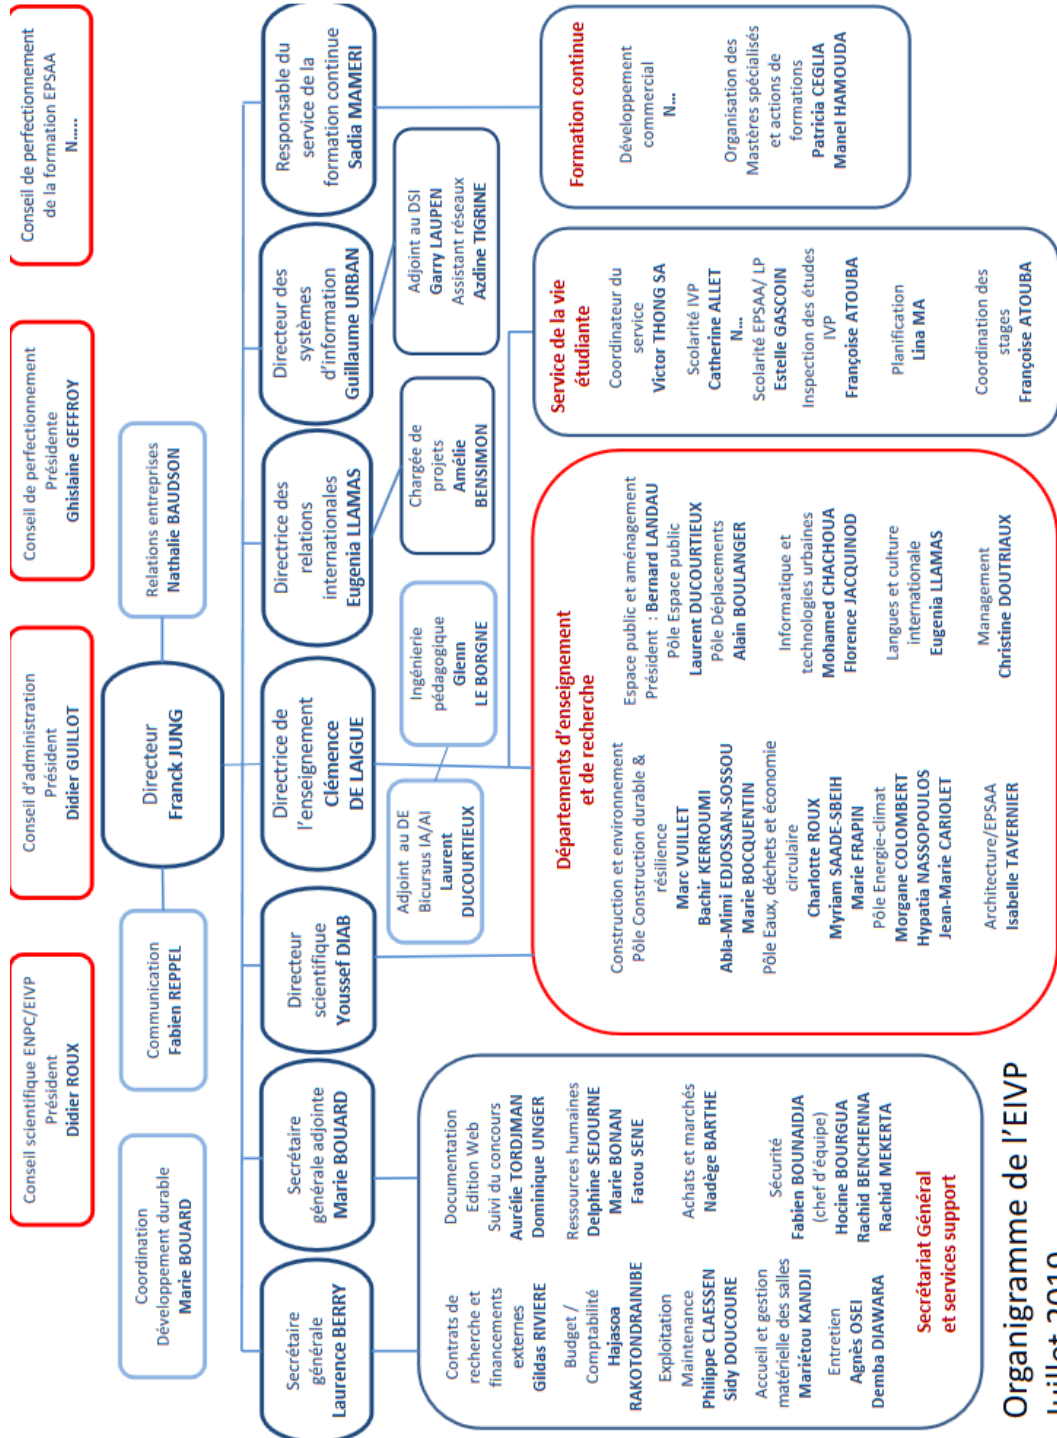 Conseil scientifique ENPC/EIVP
Président
Didier ROUX
Conseil d'administration
Président
Didier GUILLOT
Conseil de perfectionnement
Présidente
Ghislaine GEFFROY
Conseil de perfectionnement
de la formation EPSAA
N.....
Coordination
Développement durable
Marie BOUARD
Communication
Fabien REPPEL
Directeur
Franck JUNG
Relations entreprises
Nathalie BAUDSON
Secrétaire
générale
Laurence BERRY
Secrétaire
générale adjointe
Marie BOUARD
Directeur
scientifique
Youssef DIAB
Directrice de
l'enseignement
Clémence
DE LAIGUE
Directrice des
relations
internationales
Eugenia LLAMAS
Directeur des
systèmes
d'information
Guillaume URBAN
Responsable du
service de la
formation continue
Sadia MAMERI
Adjoint au DE
Bicursus IA/AI
Laurent
DUCOURTIEUX
Ingénierie
pédagogique
Glenn
LE BORGNE
Chargée de
projets
Amélie
BENSIMON
Adjoint au DSI
Garry LAUPEN
Assistant réseaux
Azdine TIGRINE
Contrats de
recherche et
financements
externes
Gildas RIVIERE
Budget /
Comptabilité
Hajasoa
RAKOTONDRAINIBE
Exploitation
Maintenance
Philippe CLAESSEN
Sidy DOUCOURE
Accueil et gestion
matérielle des salles
Mariétou KANDJI
Entretien
Agnès OSEI
Demba DIAWARA
Documentation
Edition Web
Suivi du concours
Aurélie TORDJMAN
Dominique UNGER
Ressources humaines
Delphine SEJOURNE
Marie BONAN
Fatou SENE
Achats et marchés
Nadège BARTHE
Sécurité
Fabien BOUNAIDJA
(chef d'équipe)
Hocine BOURGUA
Rachid BENCHENNA
Rachid MEKERTA
Secrétariat Général
et services support
Départements d'enseignement
et de recherche
Construction et environnement
Pôle Construction durable &
résilience
Marc VUILLET
Bachir KERROUMI
Abla-Mimi EDJOSSAN-SOSSOU
Marie BOCQUENTIN
Pôle Eaux, déchets et économie
circulaire
Charlotte ROUX
Myriam SAADE-SBEIH
Marie FRAPIN
Pôle Energie-climat
Morgane COLOMBERT
Hypatia NASSOPOULOS
Jean-Marie CARIOLET
Architecture/EPSAA
Isabelle TAVERNIER
Espace public et aménagement
Président : Bernard LANDAU
Pôle Espace public
Laurent DUCOURTIEUX
Pôle Déplacements
Alain BOULANGER
Informatique et
technologies urbaines
Mohamed CHACHOUA
Florence JACQUINOD
Langues et culture
internationale
Eugenia LLAMAS
Management
Christine DOUTRIAUX
Service de la vie
étudiante
Coordinateur du
service
Victor THONG SA
Scolarité IVP
Catherine ALLET
N...
Scolarité EPSAA/ LP
Estelle GASCOIN
Inspection des études
IVP
Françoise ATOUBA
Planification
Lina MA
Coordination des
stages
Françoise ATOUBA
Formation continue
Développement
commercial
N...
Organisation des
Mastères spécialisés
et actions de
formations
Patricia CEGLIA
Manel HAMOUDA
Organigramme de l'EIVP
Juillet 2019